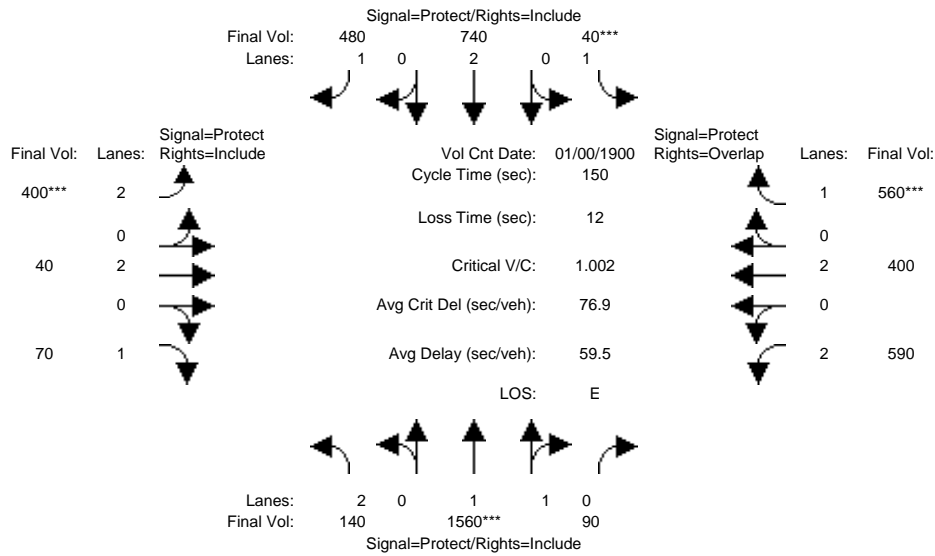 Signal=Protect/Rights=Include
Final Vol: 480 740 40***
Lanes: 1 0 2 0 1
Signal=Protect Signal=Protect
Final Vol: Lanes: Rights=Include Vol Cnt Date: 01/00/1900 Rights=Overlap Lanes: Final Vol:
Cycle Time (sec): 150
400*** 2 1 560***
Loss Time (sec): 12
0 0
40 2 Critical V/C: 1.002 2 400
0 Avg Crit Del (sec/veh): 76.9 0
70 1 Avg Delay (sec/veh): 59.5 2 590
LOS: E
Lanes: 2 0 1 1 0
Final Vol: 140 1560*** 90
Signal=Protect/Rights=Include